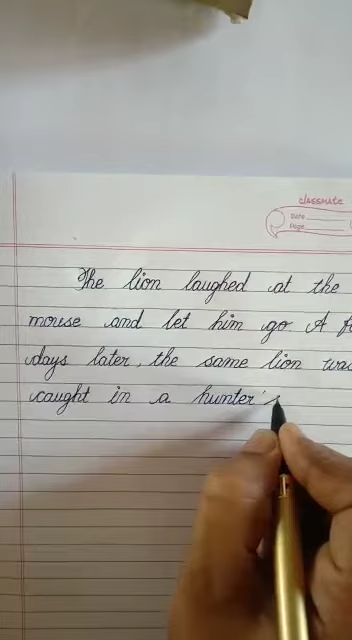 classmate
Date
Page
The lion laughed at the
mouse and let him go A
days later, the same lion was
caught in a hunter's